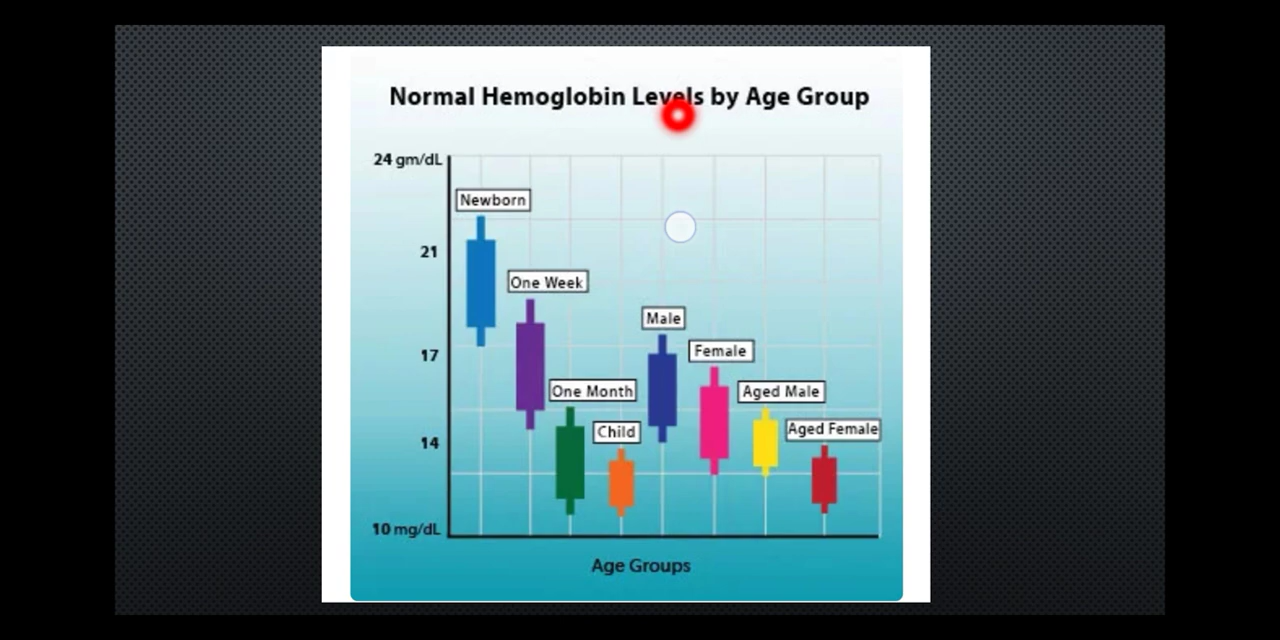 Normal Hemoglobin Levels by Age Group
24 gm/dL
Newborn
21
One Week
Male
17
Female
One Month
Aged Male
Child
Aged Female
14
10 mg/dL
Age Groups